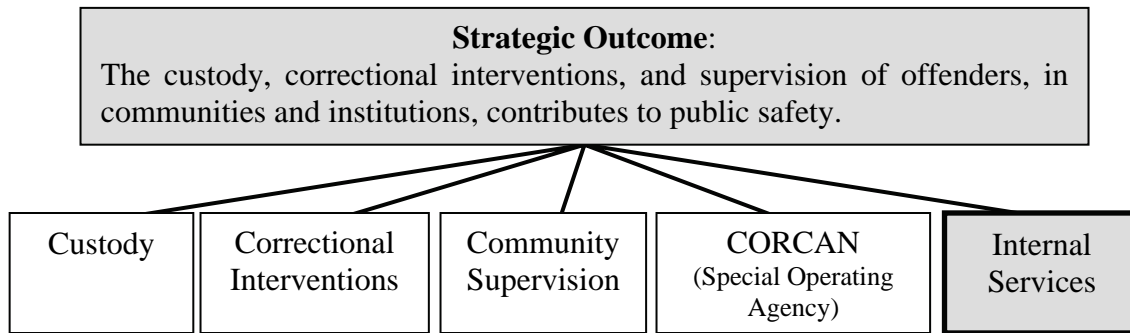 Strategic Outcome:
The custody, correctional interventions, and supervision of offenders, in
communities and institutions, contributes to public safety.
Custody
Correctional
Interventions
Community
Supervision
CORCAN
(Special Operating
Agency)
Internal
Services